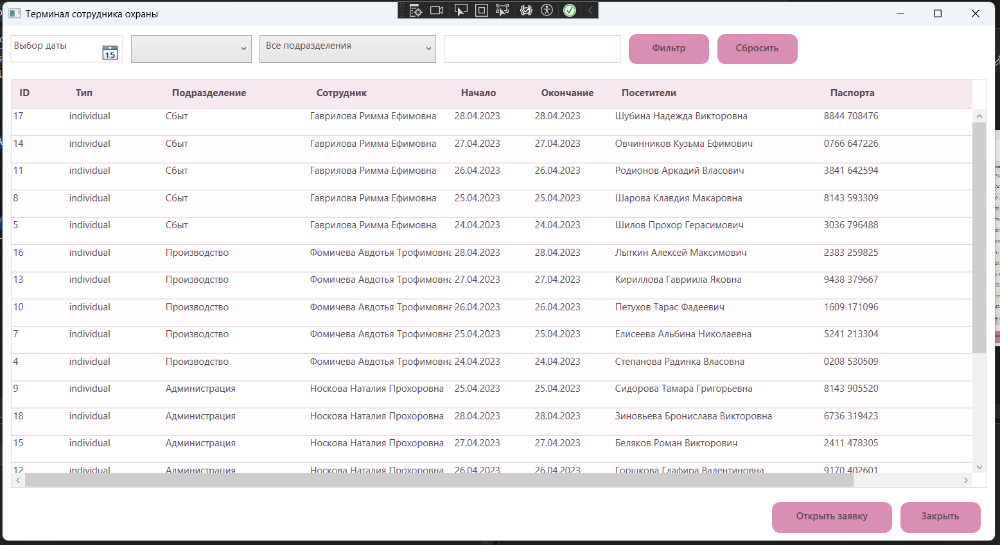 Терминал сотрудника охраны
Выбор даты 15 Все подразделения Фильтр Сбросить
ID Тип Подразделение Сотрудник Начало Окончание Посетители Паспорта
17 individual Сбыт Гаврилова Римма Ефимовна 28.04.2023 28.04.2023 Шубина Надежда Викторовна 8844 708476
14 individual Сбыт Гаврилова Римма Ефимовна 27.04.2023 27.04.2023 Овчинников Кузьма Ефимович 0766 647226
11 individual Сбыт Гаврилова Римма Ефимовна 26.04.2023 26.04.2023 Родионов Аркадий Власович 3841 642594
8 individual Сбыт Гаврилова Римма Ефимовна 25.04.2023 25.04.2023 Шарова Клавдия Макаровна 8143 593309
5 individual Сбыт Гаврилова Римма Ефимовна 24.04.2023 24.04.2023 Шилов Прохор Герасимович 3036 796488
16 individual Производство Фомичева Авдотья Трофимовна 28.04.2023 28.04.2023 Лыткин Алексей Максимович 2383 259825
13 individual Производство Фомичева Авдотья Трофимовна 27.04.2023 27.04.2023 Кириллова Гавриила Яковна 9438 379667
10 individual Производство Фомичева Авдотья Трофимовна 26.04.2023 26.04.2023 Петухов Тарас Фадеевич 1609 171096
7 individual Производство Фомичева Авдотья Трофимовна 25.04.2023 25.04.2023 Елисеева Альбина Николаевна 5241 213304
4 individual Производство Фомичева Авдотья Трофимовна 24.04.2023 24.04.2023 Степанова Радинка Власовна 0208 530509
9 individual Администрация Носкова Наталия Прохоровна 25.04.2023 25.04.2023 Сидорова Тамара Григорьевна 8143 905520
18 individual Администрация Носкова Наталия Прохоровна 28.04.2023 28.04.2023 Зиновьева Бронислава Викторовна 6736 319423
15 individual Администрация Носкова Наталия Прохоровна 27.04.2023 27.04.2023 Беляков Роман Викторович 2411 478305
12 individual Администрация Носкова Наталия Прохоровна 26.04.2023 26.04.2023 Горшкова Глафира Валентиновна 9170 402601
Открыть заявку Закрыть